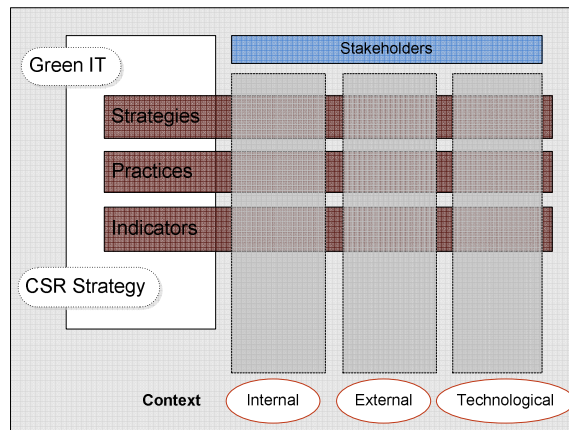 Stakeholders
Green IT
Strategies
Practices
Indicators
CSR Strategy
Context
Internal
External
Technological